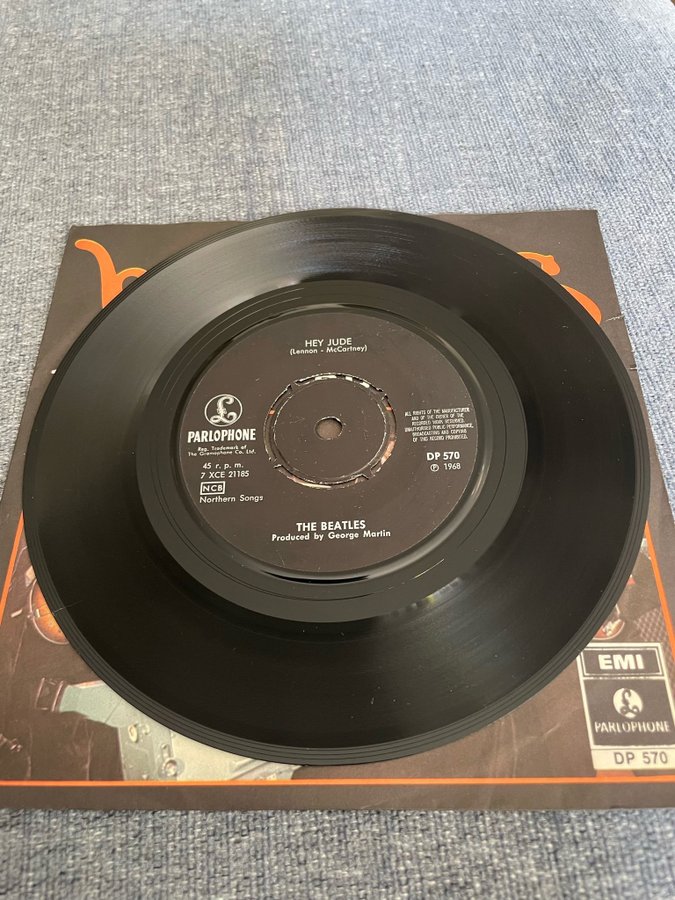 HEY JUDE
(Lennon - McCartney)
PARLOPHONE
Reg. Trademark of
The Gramophone Co. Ltd.
45 r. p. m.
7 XCE 21185
NCB
Northern Songs
ALL RIGHTS OF THE MANUFACTURER
AND OF THE OWNER OF THE
RECORDED WORK RESERVED.
UNAUTHORISED PUBLIC PERFORMANCE,
BROADCASTING AND COPYING
OF THIS RECORD PROHIBITED.
DP 570
℗ 1968
THE BEATLES
Produced by George Martin
EMI
PARLOPHONE
DP 570